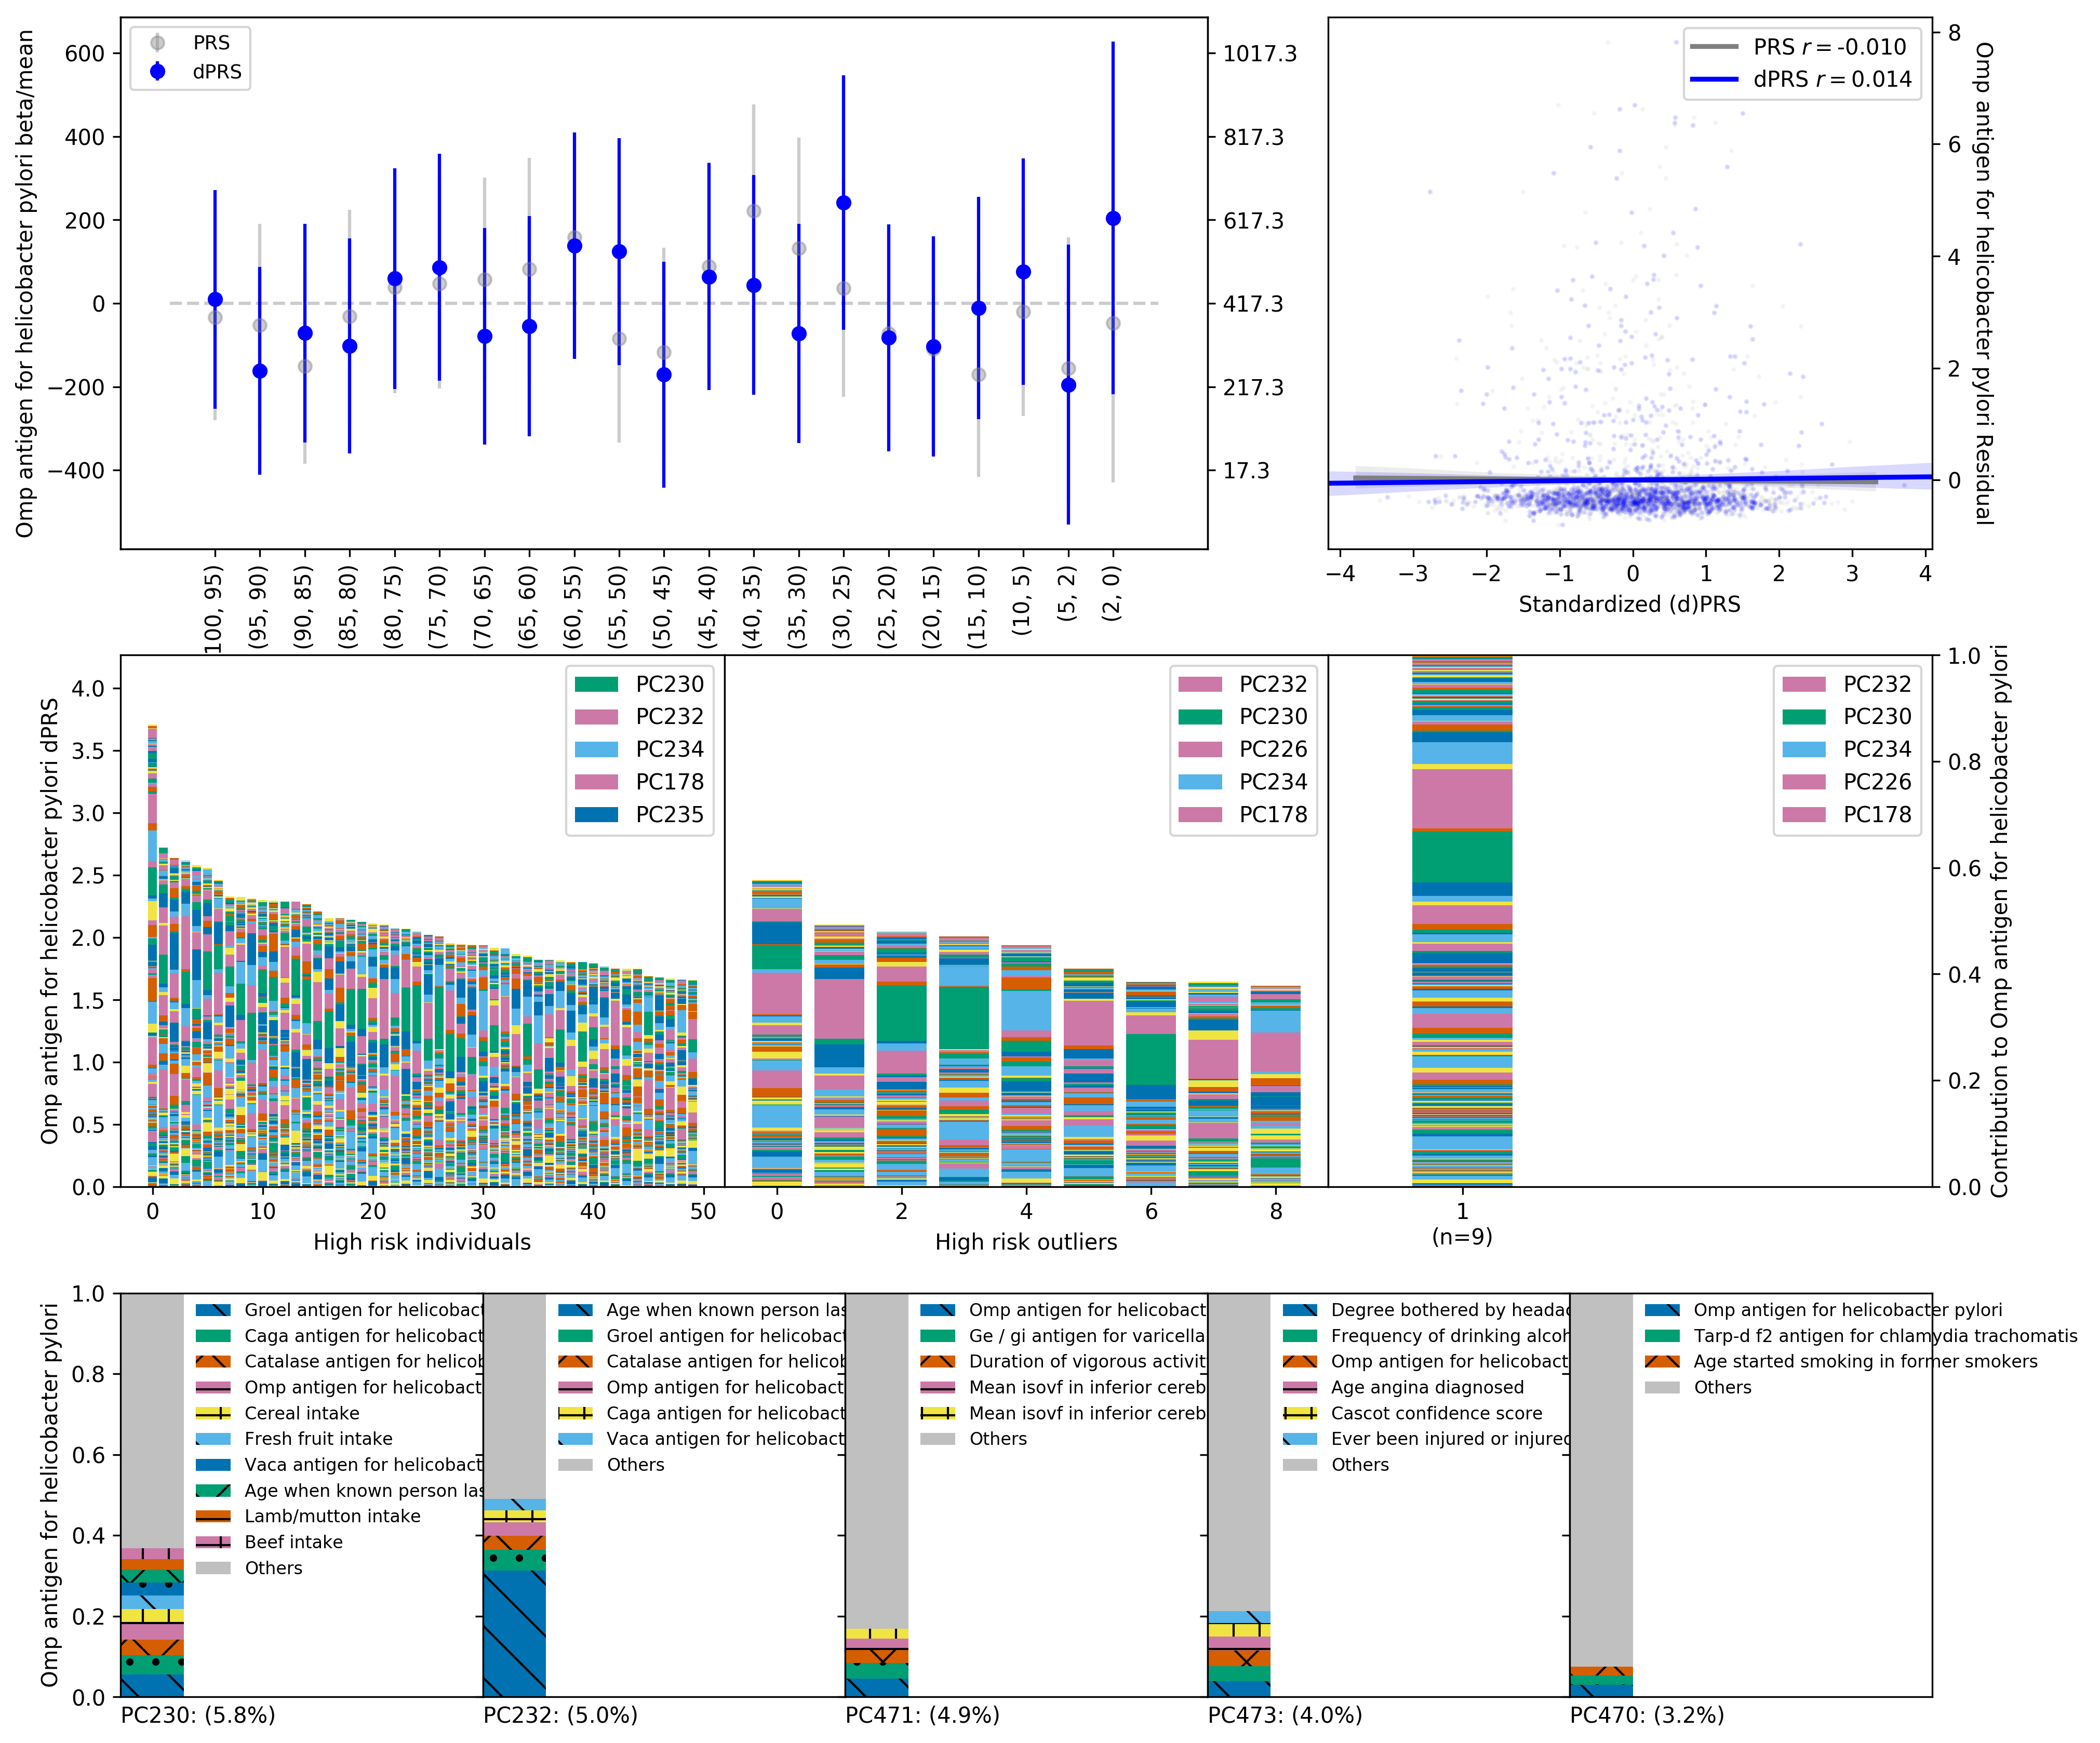 Omp antigen for helicobacter pylori beta/mean
600
400
200
0
−200
−400
PRS
dPRS
1017.3
817.3
617.3
417.3
217.3
17.3
100, 95)
(95, 90)
(90, 85)
(85, 80)
(80, 75)
(75, 70)
(70, 65)
(65, 60)
(60, 55)
(55, 50)
(50, 45)
(45, 40)
(40, 35)
(35, 30)
(30, 25)
(25, 20)
(20, 15)
(15, 10)
(10, 5)
(5, 2)
(2, 0)
PRS r = -0.010
dPRS r = 0.014
8
6
4
2
0
Omp antigen for helicobacter pylori Residual
−4 −3 −2 −1 0 1 2 3 4
Standardized (d)PRS
Omp antigen for helicobacter pylori dPRS
4.0
3.5
3.0
2.5
2.0
1.5
1.0
0.5
0.0
PC230
PC232
PC234
PC178
PC235
0 10 20 30 40 50
High risk individuals
PC232
PC230
PC226
PC234
PC178
0 2 4 6 8
High risk outliers
PC232
PC230
PC234
PC226
PC178
1
(n=9)
1.0
0.8
0.6
0.4
0.2
0.0
Contribution to Omp antigen for helicobacter pylori
Omp antigen for helicobacter pylori
1.0
0.8
0.6
0.4
0.2
0.0
Groel antigen for helicobact
Caga antigen for helicobact
Catalase antigen for helicob
Omp antigen for helicobact
Cereal intake
Fresh fruit intake
Vaca antigen for helicobact
Age when known person las
Lamb/mutton intake
Beef intake
Others
PC230: (5.8%)
Age when known person las
Groel antigen for helicobact
Catalase antigen for helicob
Omp antigen for helicobact
Caga antigen for helicobact
Vaca antigen for helicobact
Others
PC232: (5.0%)
Omp antigen for helicobact
Ge / gi antigen for varicella
Duration of vigorous activit
Mean isovf in inferior cereb
Mean isovf in inferior cereb
Others
PC471: (4.9%)
Degree bothered by headac
Frequency of drinking alcoh
Omp antigen for helicobact
Age angina diagnosed
Cascot confidence score
Ever been injured or injured
Others
PC473: (4.0%)
Omp antigen for helicobacter pylori
Tarp-d f2 antigen for chlamydia trachomatis
Age started smoking in former smokers
Others
PC470: (3.2%)